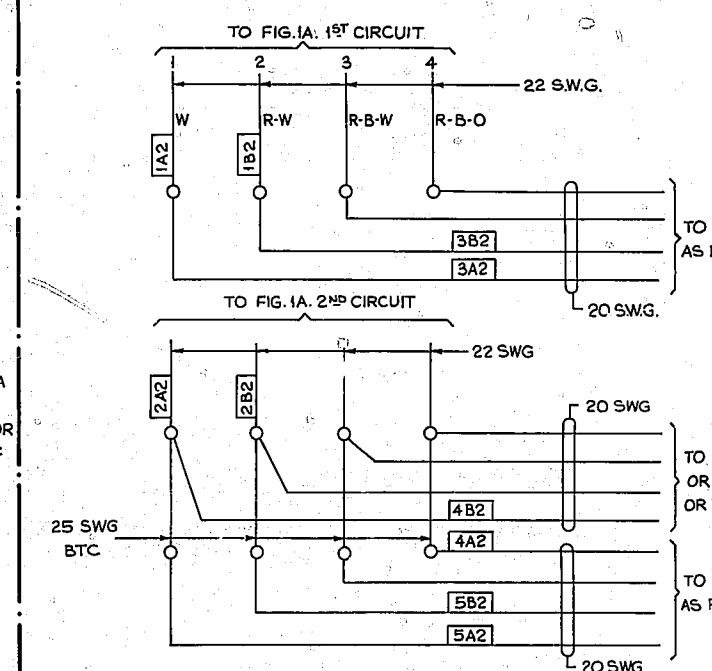 TO FIG.1A. 1ST CIRCUIT
1 2 3 4
22 S.W.G.
W R-W R-B-W R-B-O
1A2 1B2
TO
AS
3B2
3A2
20 S.W.G.
TO FIG.1A. 2ND CIRCUIT
22 SWG
2A2 2B2
20 SWG
A
OR
TO
OR
OR
4B2
25 SWG
BTC
4A2
TO
AS
5B2
5A2
20 SWG